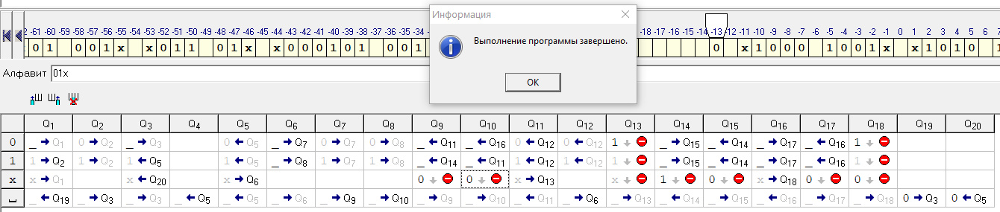 Информация
2 -61 -60 -59 -58 -57 -56 -55 -54 -53 -52 -51 -50 -49 -48 -47 -46 -45 -44 -43 -42 -41 -40 -39 -38 -37 -36 -35 -34 -18 -17 -16 -15 -14 -13 -12 -11 -10 -9 -8 -7 -6 -5 -4 -3 -2 -1 0 1 2 3 4 5 6 7
Выполнение программы завершено.
0 1 0 0 1 x x 0 1 1 0 1 x x 0 0 0 1 1 0 1 1 0 x 1 0 0 0 1 0 0 1 x x 1 0 1 0 1
Алфавит 01x
OK
Q1 Q2 Q3 Q4 Q5 Q6 Q7 Q8 Q9 Q10 Q11 Q12 Q13 Q14 Q15 Q16 Q17 Q18 Q19 Q20
0 _ → Q1 0 → Q2 _ → Q3 0 ← Q5 _ → Q7 0 → Q7 0 → Q8 _ ← Q11 _ ← Q16 0 ← Q12 0 ← Q12 1 ↓ _ → Q15 _ ← Q14 _ → Q17 _ ← Q16 1 ↓
1 1 → Q2 1 → Q2 1 ← Q5 1 ← Q5 _ → Q8 1 → Q7 1 → Q8 _ ← Q14 _ ← Q11 1 ← Q12 1 ← Q12 1 ↓ _ → Q15 _ ← Q14 _ → Q17 _ ← Q16 1 ↓
x x → Q1 x ← Q20 x → Q6 0 ↓ 0 ↓ x → Q13 x ↓ 1 ↓ 0 ↓ x → Q18 0 ↓ 0 ↓
_ ← Q19 _ → Q3 _ ← Q5 _ ← Q5 _ → Q6 _ → Q9 _ → Q10 _ → Q9 _ → Q10 _ ← Q11 _ → Q6 _ → Q13 _ ← Q14 _ → Q15 _ ← Q16 _ → Q17 _ → Q18 0 → Q3 0 ← Q5